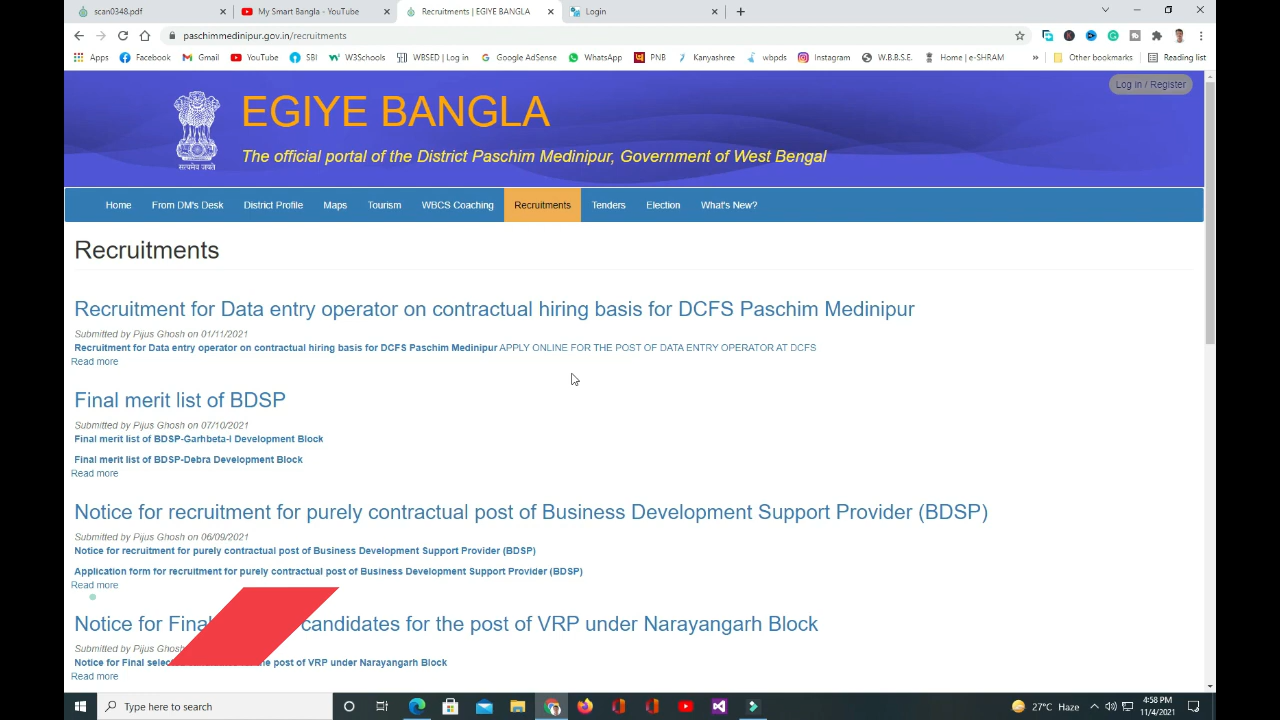 scan0348.pdf
My Smart Bangla - YouTube
Recruitments | EGIYE BANGLA
Login
paschimmedinipur.gov.in/recruitments
Apps
Facebook
Gmail
YouTube
SBI
W3Schools
WBSED | Log in
Google AdSense
WhatsApp
PNB
Kanyashree
wbpds
Instagram
W.B.B.S.E.
Home | e-SHRAM
Other bookmarks
Reading list
Log in / Register
EGIYE BANGLA
The official portal of the District Paschim Medinipur, Government of West Bengal
सत्यमेव जयते
Home
From DM's Desk
District Profile
Maps
Tourism
WBCS Coaching
Recruitments
Tenders
Election
What's New?
Recruitments
Recruitment for Data entry operator on contractual hiring basis for DCFS Paschim Medinipur
Submitted by Pijus Ghosh on 01/11/2021
Recruitment for Data entry operator on contractual hiring basis for DCFS Paschim Medinipur APPLY ONLINE FOR THE POST OF DATA ENTRY OPERATOR AT DCFS
Read more
Final merit list of BDSP
Submitted by Pijus Ghosh on 07/10/2021
Final merit list of BDSP-Garhbeta-I Development Block
Final merit list of BDSP-Debra Development Block
Read more
Notice for recruitment for purely contractual post of Business Development Support Provider (BDSP)
Submitted by Pijus Ghosh on 06/09/2021
Notice for recruitment for purely contractual post of Business Development Support Provider (BDSP)
Application form for recruitment for purely contractual post of Business Development Support Provider (BDSP)
Read more
Notice for candidates for the post of VRP under Narayangarh Block
Submitted by Pijus Ghosh
Notice for Final the post of VRP under Narayangarh Block
Read more
Type here to search
27°C Haze
4:58 PM
11/4/2021